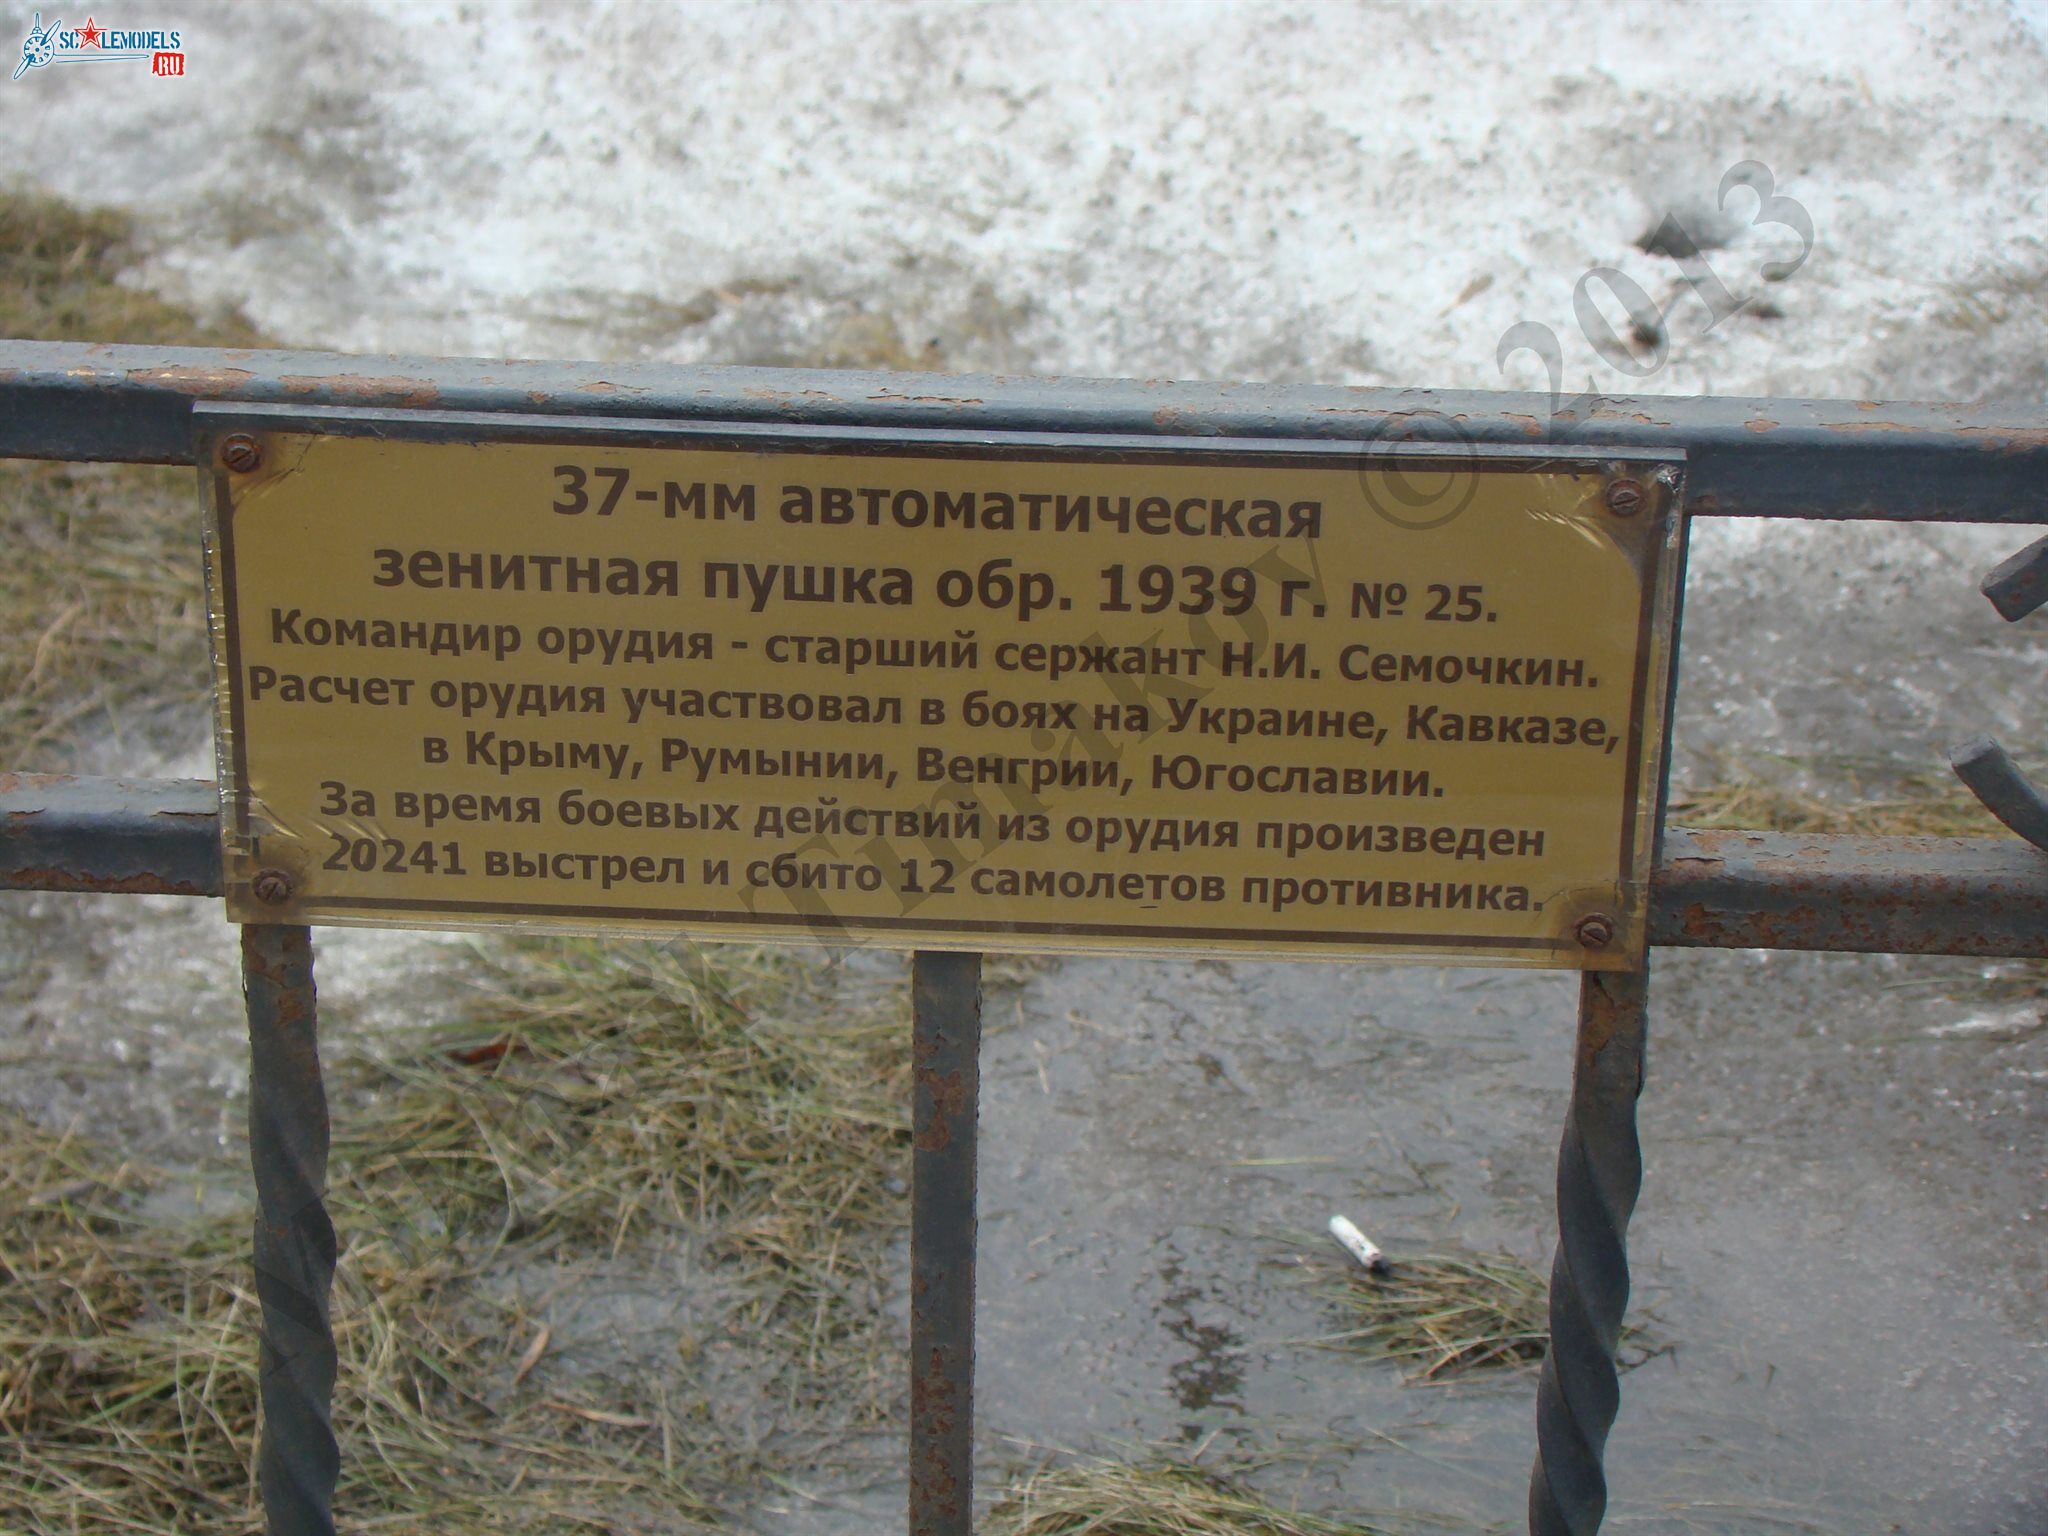 SCALEMODELS
RU
37-мм автоматическая
зенитная пушка обр. 1939 г. № 25.
Командир орудия - старший сержант Н.И. Семочкин.
Расчет орудия участвовал в боях на Украине, Кавказе,
в Крыму, Румынии, Венгрии, Югославии.
За время боевых действий из орудия произведен
20241 выстрел и сбито 12 самолетов противника.
Mikhail Timakov © 2013